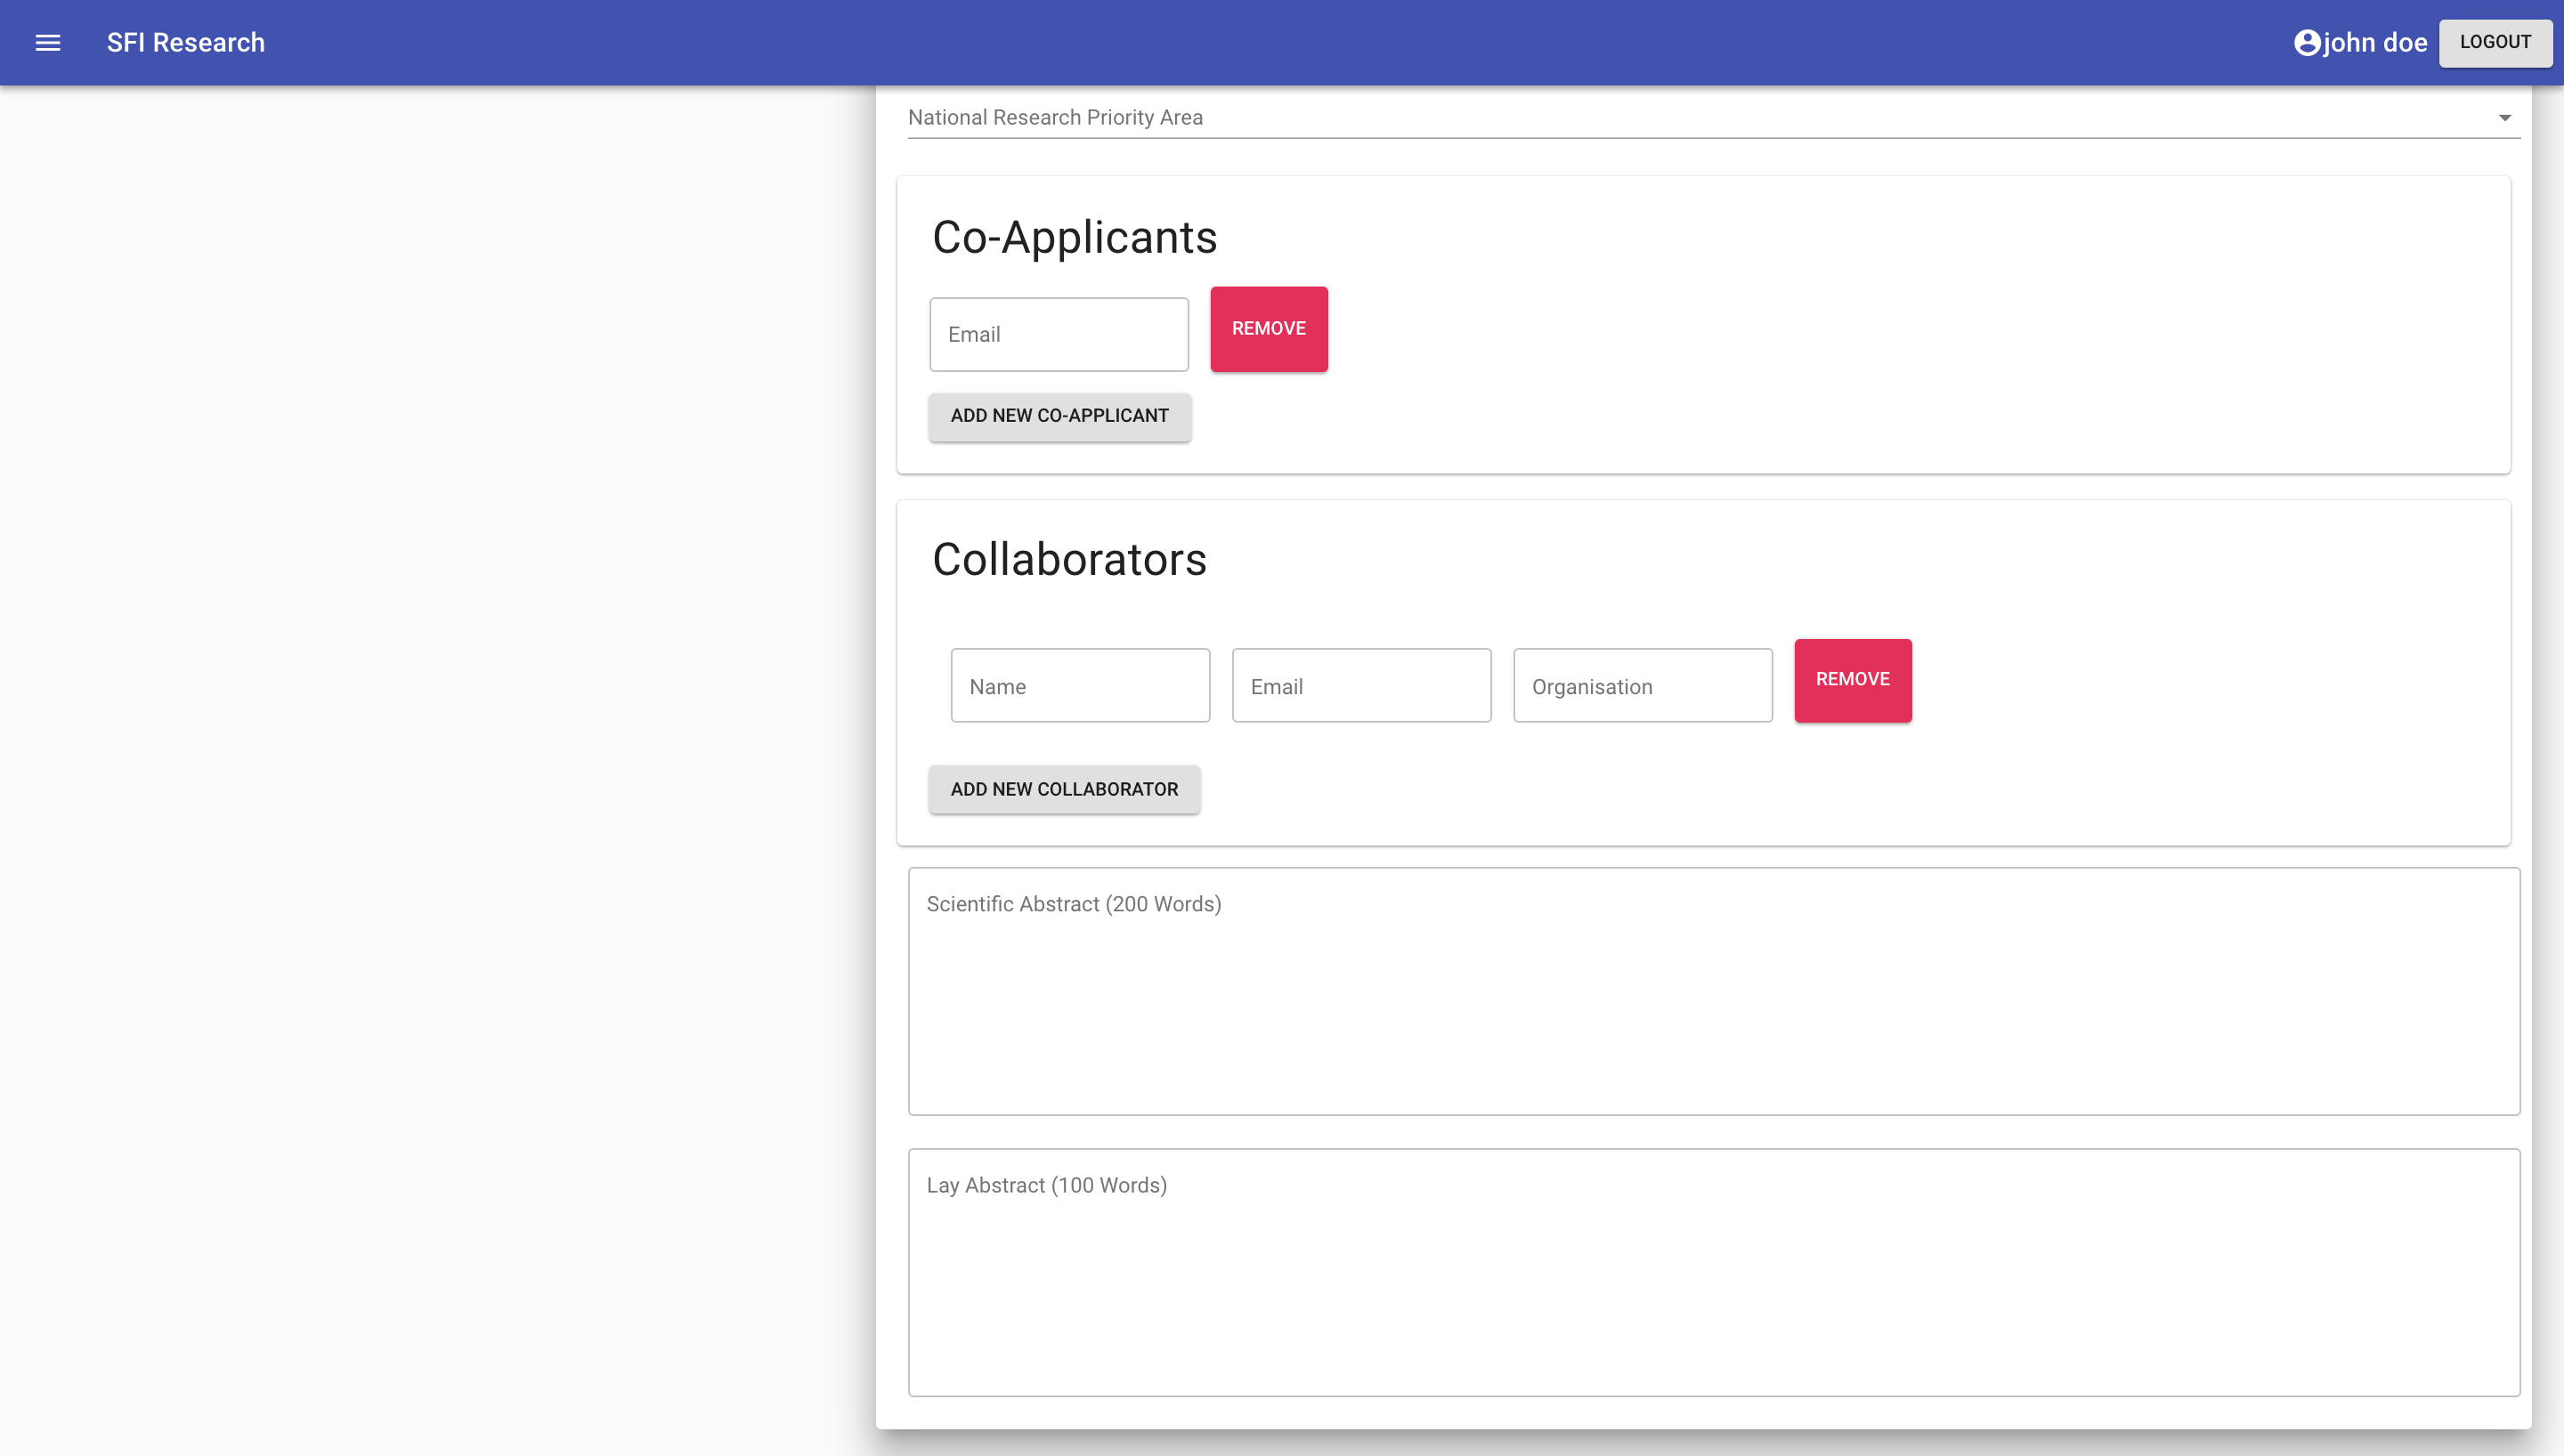 SFI Research
john doe
LOGOUT
National Research Priority Area
Co-Applicants
Email
REMOVE
ADD NEW CO-APPLICANT
Collaborators
Name
Email
Organisation
REMOVE
ADD NEW COLLABORATOR
Scientific Abstract (200 Words)
Lay Abstract (100 Words)